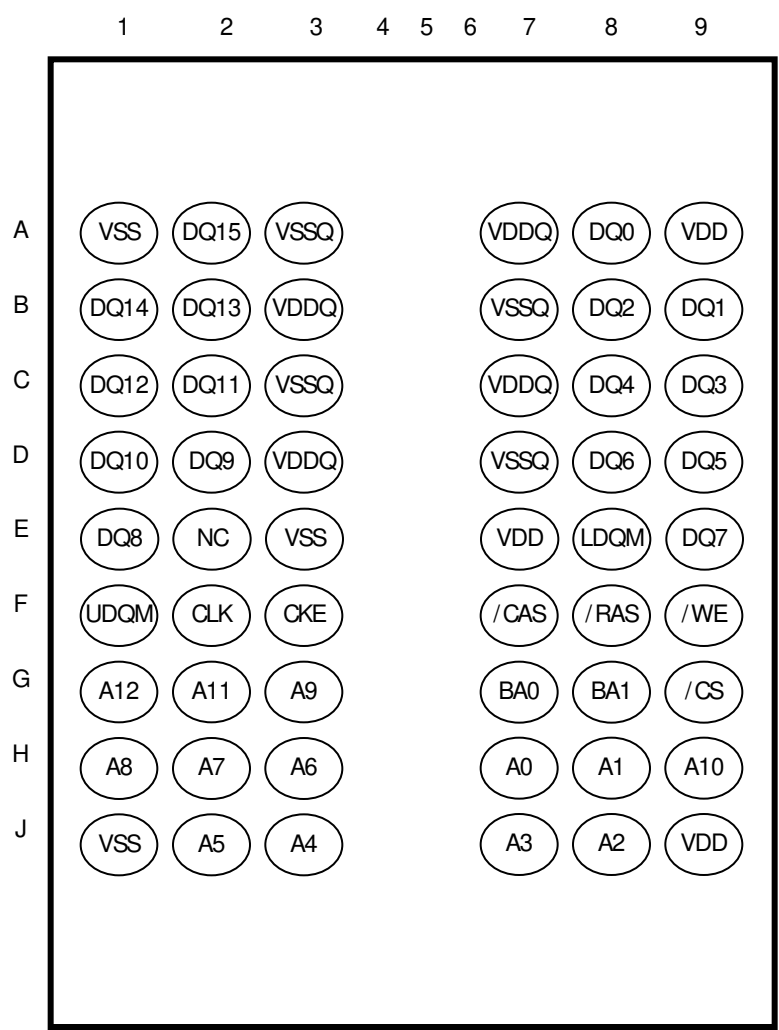 1 2 3 4 5 6 7 8 9
A VSS DQ15 VSSQ VDDQ DQ0 VDD
B DQ14 DQ13 VDDQ VSSQ DQ2 DQ1
C DQ12 DQ11 VSSQ VDDQ DQ4 DQ3
D DQ10 DQ9 VDDQ VSSQ DQ6 DQ5
E DQ8 NC VSS VDD LDQM DQ7
F UDQM CLK CKE /CAS /RAS /WE
G A12 A11 A9 BA0 BA1 /CS
H A8 A7 A6 A0 A1 A10
J VSS A5 A4 A3 A2 VDD